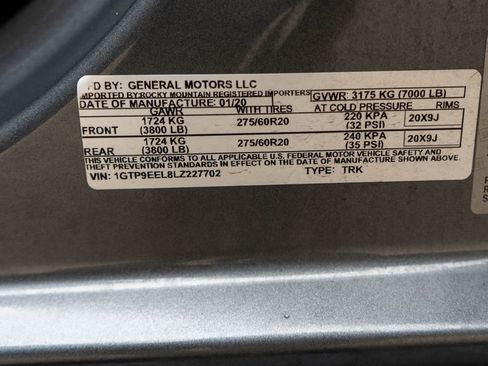 FD BY: GENERAL MOTORS LLC
IMPORTED BY:ROCKY MOUNTAIN REGISTERED IMPORTERS
DATE OF MANUFACTURE: 01/20 GVWR: 3175 KG (7000 LB)
GAWR WITH TIRES AT COLD PRESSURE RIMS
FRONT 1724 KG (3800 LB) 275/60R20 220 KPA (32 PSI) 20X9J
REAR 1724 KG (3800 LB) 275/60R20 240 KPA (35 PSI) 20X9J
THIS VEHICLE CONFORMS TO ALL APPLICABLE U.S. FEDERAL MOTOR VEHICLE SAFETY AND
THEFT PREVENTION STANDARDS IN EFFECT ON THE DATE OF MANUFACTURE SHOWN ABOVE.
VIN: 1GTP9EEL8LZ227702 TYPE: TRK